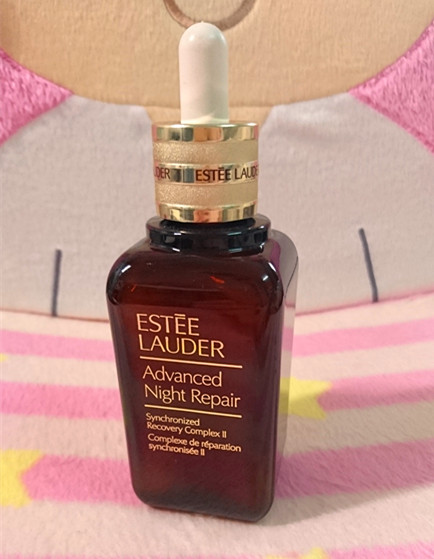 ESTĒE LAUDER
ESTĒE
LAUDER
Advanced
Night Repair
Synchronized
Recovery Complex II
Complexe de réparation
synchronisée II